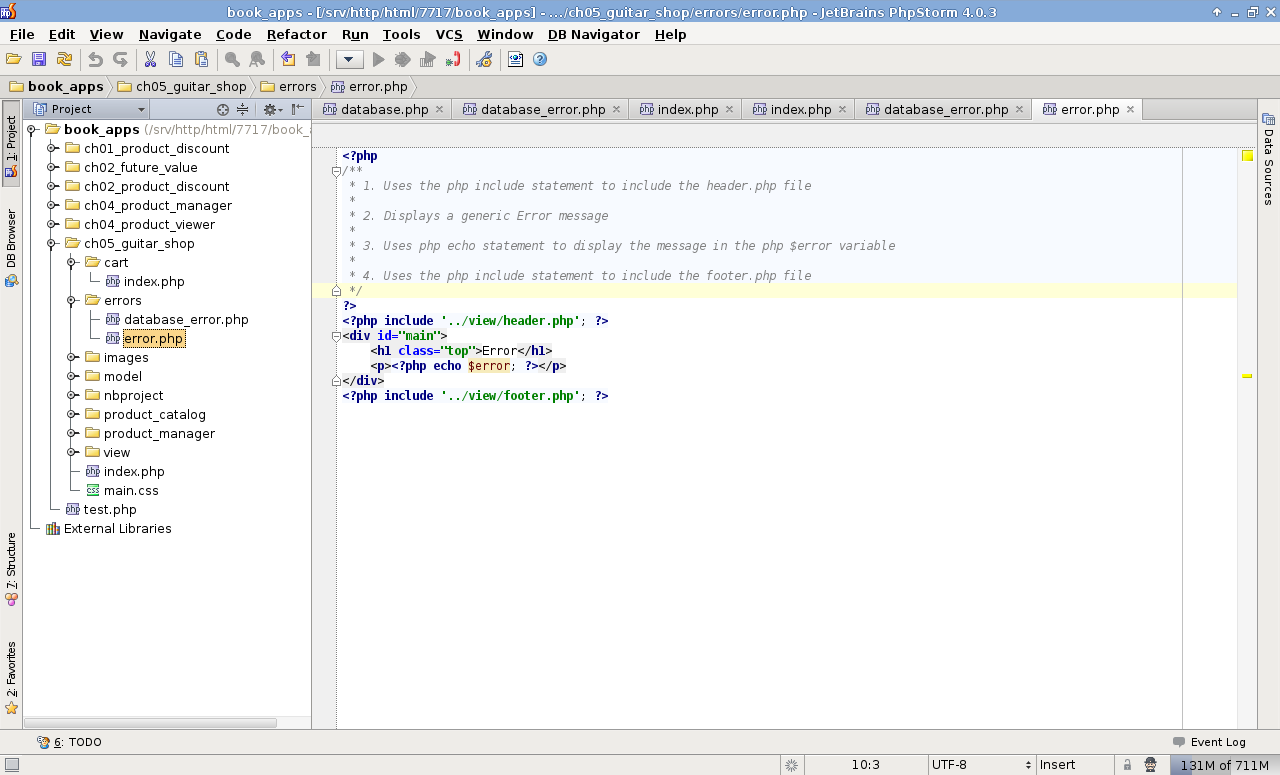 book_apps - [/srv/http/html/7717/book_apps] - .../ch05_guitar_shop/errors/error.php - JetBrains PhpStorm 4.0.3
File Edit View Navigate Code Refactor Run Tools VCS Window DB Navigator Help
book_apps ch05_guitar_shop errors error.php
Project
database.php database_error.php index.php index.php database_error.php error.php
1: Project
DB Browser
7: Structure
2: Favorites
book_apps (/srv/http/html/7717/book_
ch01_product_discount
ch02_future_value
ch02_product_discount
ch04_product_manager
ch04_product_viewer
ch05_guitar_shop
cart
index.php
errors
database_error.php
error.php
images
model
nbproject
product_catalog
product_manager
view
index.php
main.css
test.php
External Libraries
<?php
/**
* 1. Uses the php include statement to include the header.php file
*
* 2. Displays a generic Error message
*
* 3. Uses php echo statement to display the message in the php $error variable
*
* 4. Uses the php include statement to include the footer.php file
*/
?>
<?php include '../view/header.php'; ?>
<div id="main">
<h1 class="top">Error</h1>
<p><?php echo $error; ?></p>
</div>
<?php include '../view/footer.php'; ?>
Data Sources
6: TODO
Event Log
10:3 UTF-8 Insert 131M of 711M